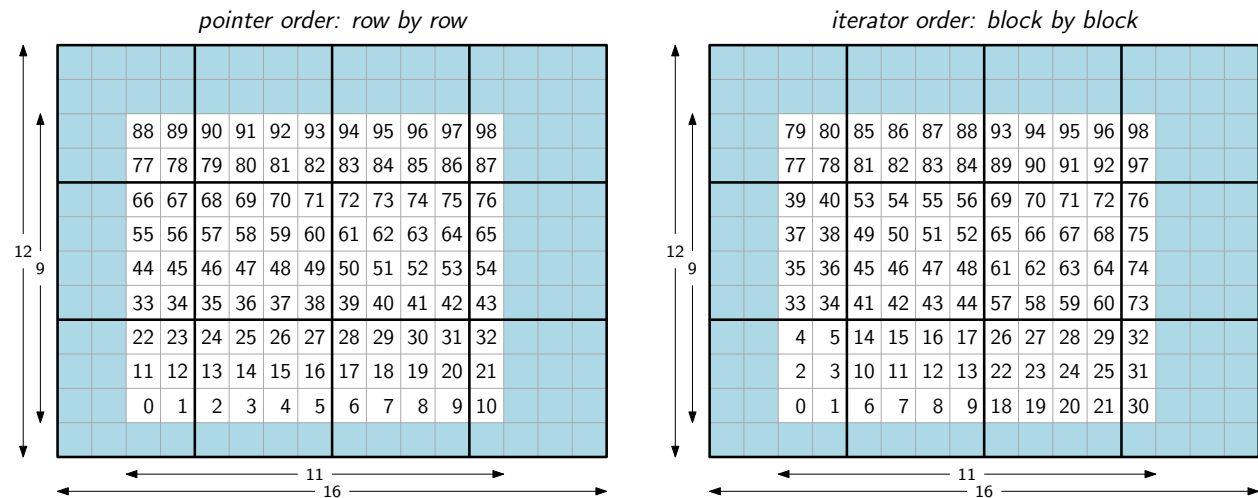 pointer order: row by row
88 89 90 91 92 93 94 95 96 97 98
77 78 79 80 81 82 83 84 85 86 87
66 67 68 69 70 71 72 73 74 75 76
55 56 57 58 59 60 61 62 63 64 65
44 45 46 47 48 49 50 51 52 53 54
33 34 35 36 37 38 39 40 41 42 43
22 23 24 25 26 27 28 29 30 31 32
11 12 13 14 15 16 17 18 19 20 21
0 1 2 3 4 5 6 7 8 9 10
12
9
11
16
iterator order: block by block
79 80 85 86 87 88 93 94 95 96 98
77 78 81 82 83 84 89 90 91 92 97
39 40 53 54 55 56 69 70 71 72 76
37 38 49 50 51 52 65 66 67 68 75
35 36 45 46 47 48 61 62 63 64 74
33 34 41 42 43 44 57 58 59 60 73
4 5 14 15 16 17 26 27 28 29 32
2 3 10 11 12 13 22 23 24 25 31
0 1 6 7 8 9 18 19 20 21 30
12
9
11
16